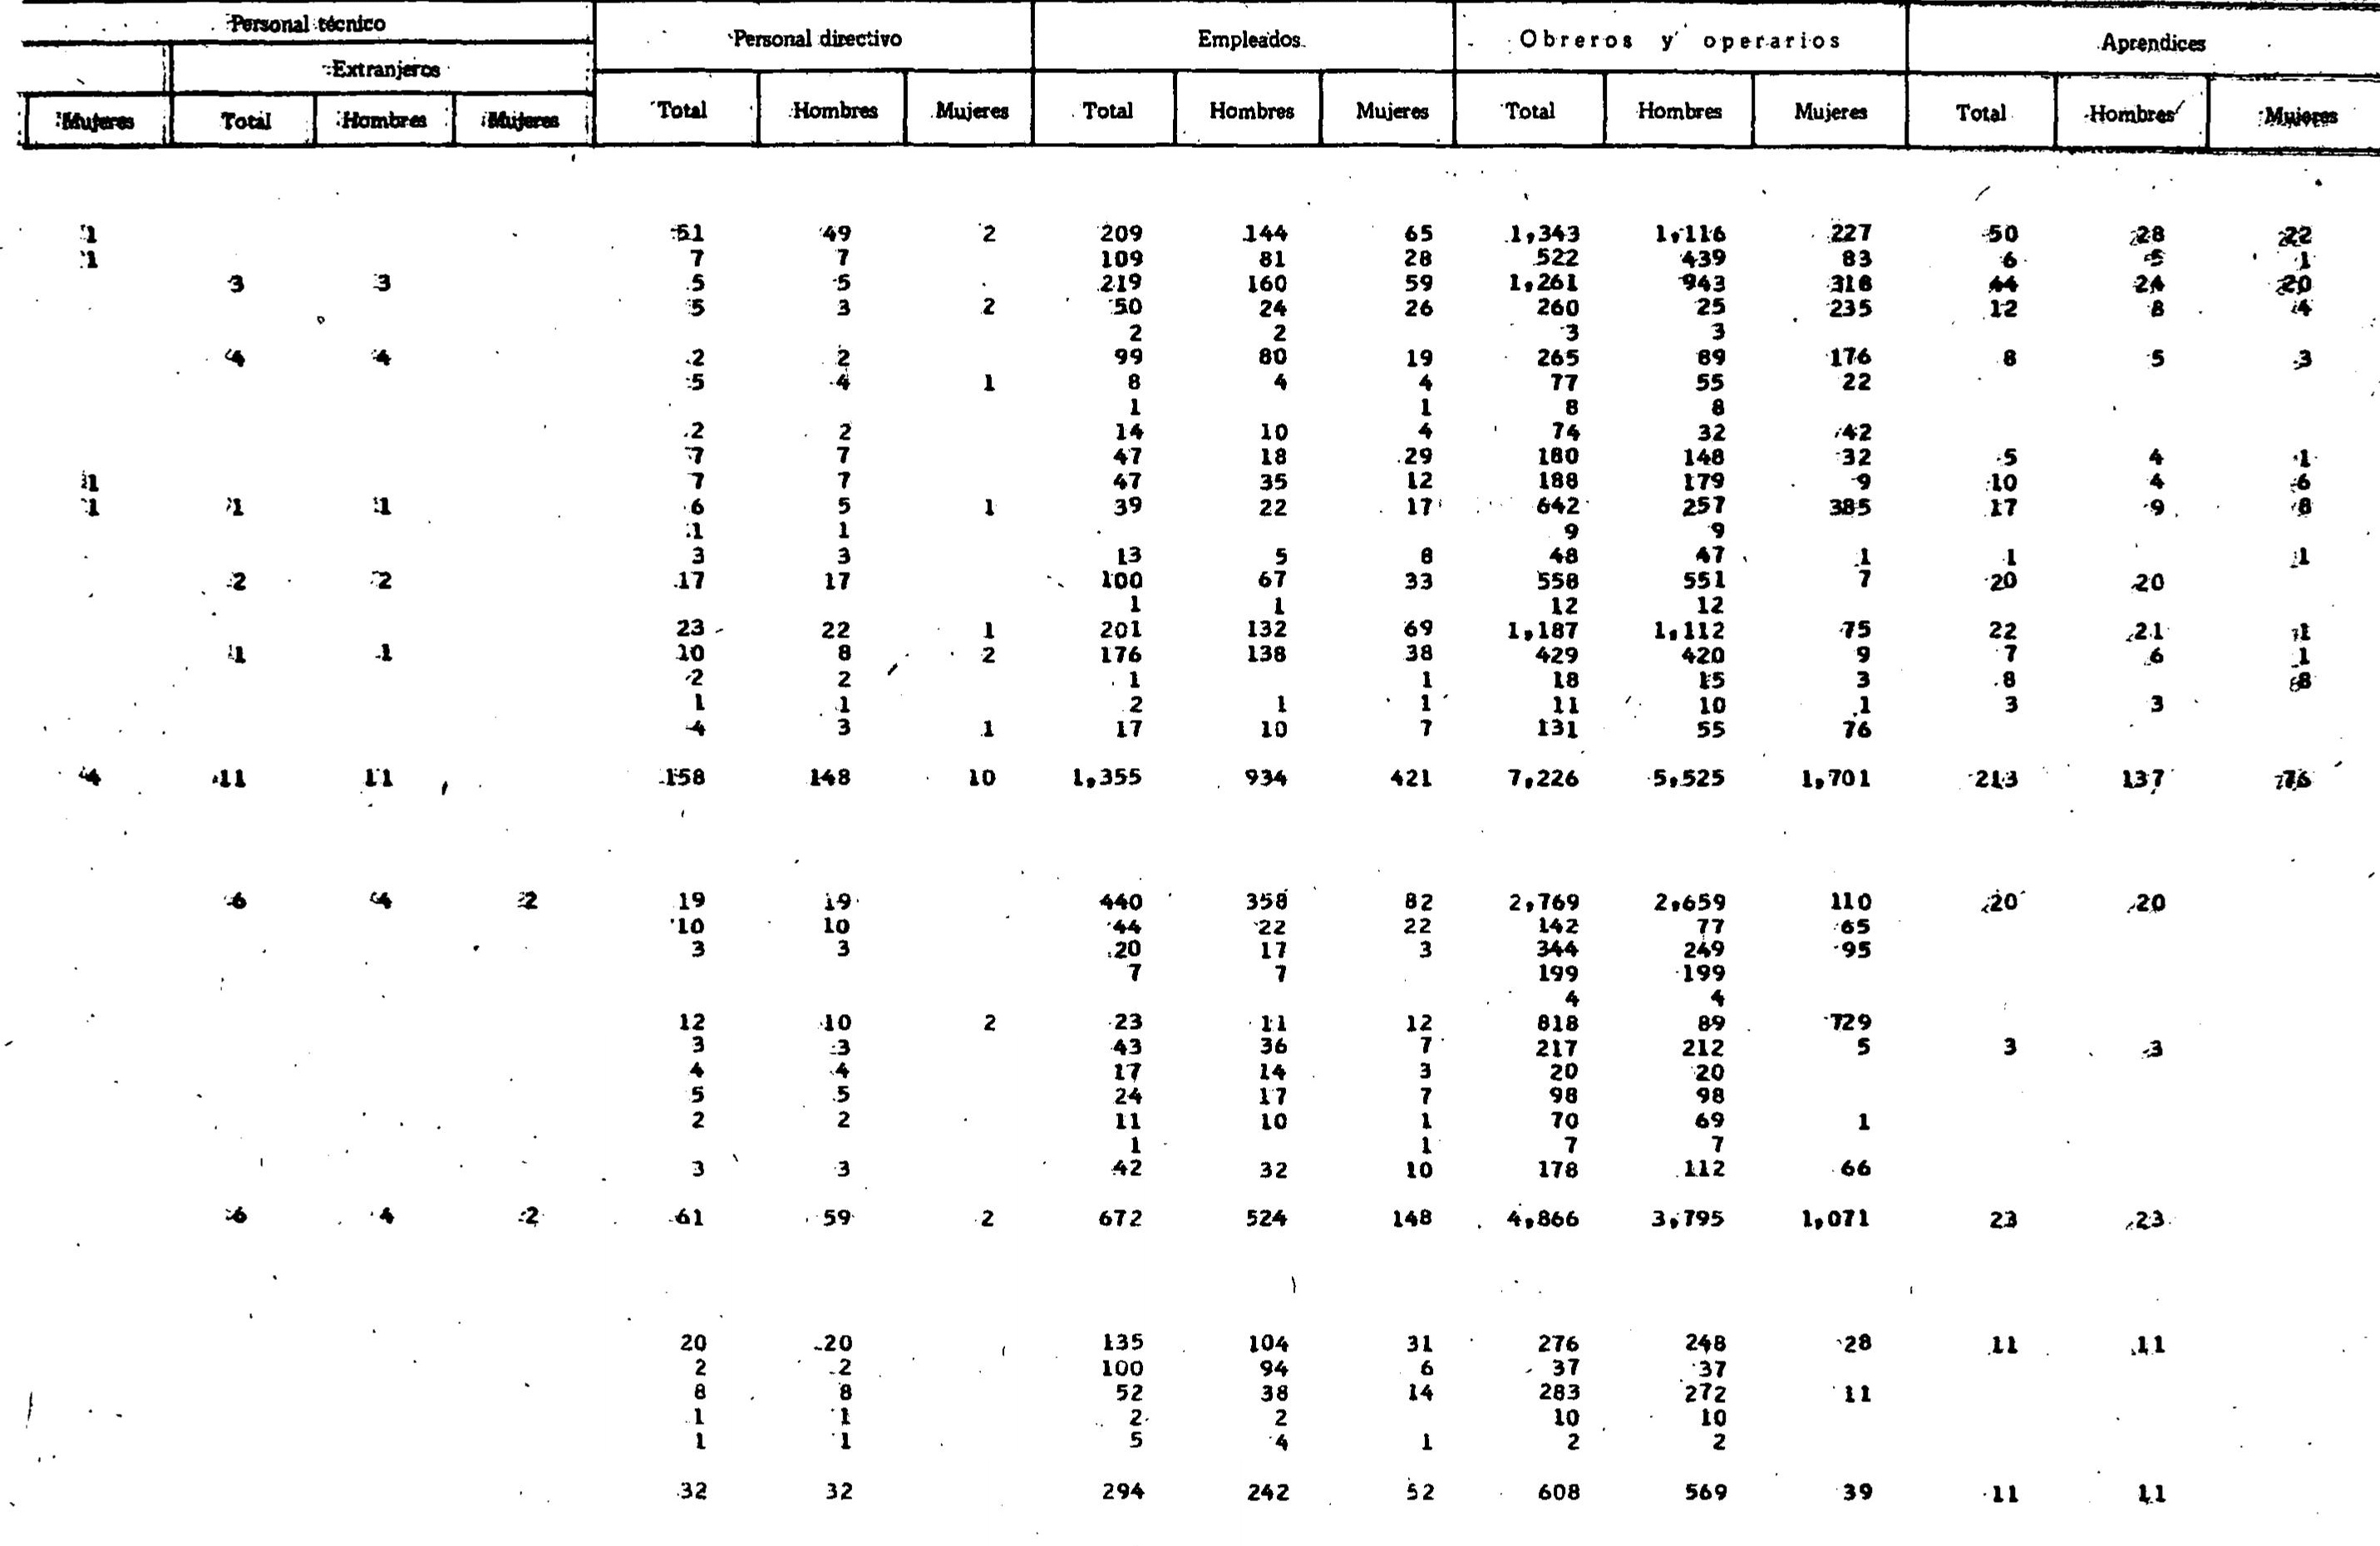 Personal técnico
Personal directivo Empleados. Obreros y operarios Aprendices
Extranjeros
Mujeres Total Hombres Mujeres Total Hombres Mujeres Total Hombres Mujeres Total Hombres Mujeres Total Hombres Mujeres
1 51 49 2 209 144 65 1,343 1,116 227 50 28 22
1 7 7 109 81 28 522 439 83 6 5 1
3 3 5 5 219 160 59 1,261 943 318 44 24 20
5 3 2 50 24 26 260 25 235 12 8 4
2 2 3 3
4 4 2 2 99 80 19 265 89 176 8 5 3
5 4 1 8 4 4 77 55 22
1 1 8 8
2 2 14 10 4 74 32 42
7 7 47 18 29 180 148 32 5 4 1
1 7 7 47 35 12 188 179 9 10 4 6
1 1 1 6 5 1 39 22 17 642 257 385 17 9 8
1 1 9 9
3 3 13 5 8 48 47 1 1 1
2 2 17 17 100 67 33 558 551 7 20 20
1 1 12 12
23 22 1 201 132 69 1,187 1,112 75 22 21 1
1 1 10 8 2 176 138 38 429 420 9 7 6 1
2 2 1 1 18 15 3 8 8
1 1 2 1 1 11 10 1 3 3
4 3 1 17 10 7 131 55 76
4 11 11 158 148 10 1,355 934 421 7,226 5,525 1,701 213 137 76
6 4 2 19 19 440 358 82 2,769 2,659 110 20 20
10 10 44 22 22 142 77 65
3 3 20 17 3 344 249 95
7 7 199 199
4 4
12 10 2 23 11 12 818 89 729
3 3 43 36 7 217 212 5 3 3
4 4 17 14 3 20 20
5 5 24 17 7 98 98
2 2 11 10 1 70 69 1
1 1 7 7
3 3 42 32 10 178 112 66
6 4 2 61 59 2 672 524 148 4,866 3,795 1,071 23 23
20 20 135 104 31 276 248 28 11 11
2 2 100 94 6 37 37
8 8 52 38 14 283 272 11
1 1 2 2 10 10
1 1 5 4 1 2 2
32 32 294 242 52 608 569 39 11 11